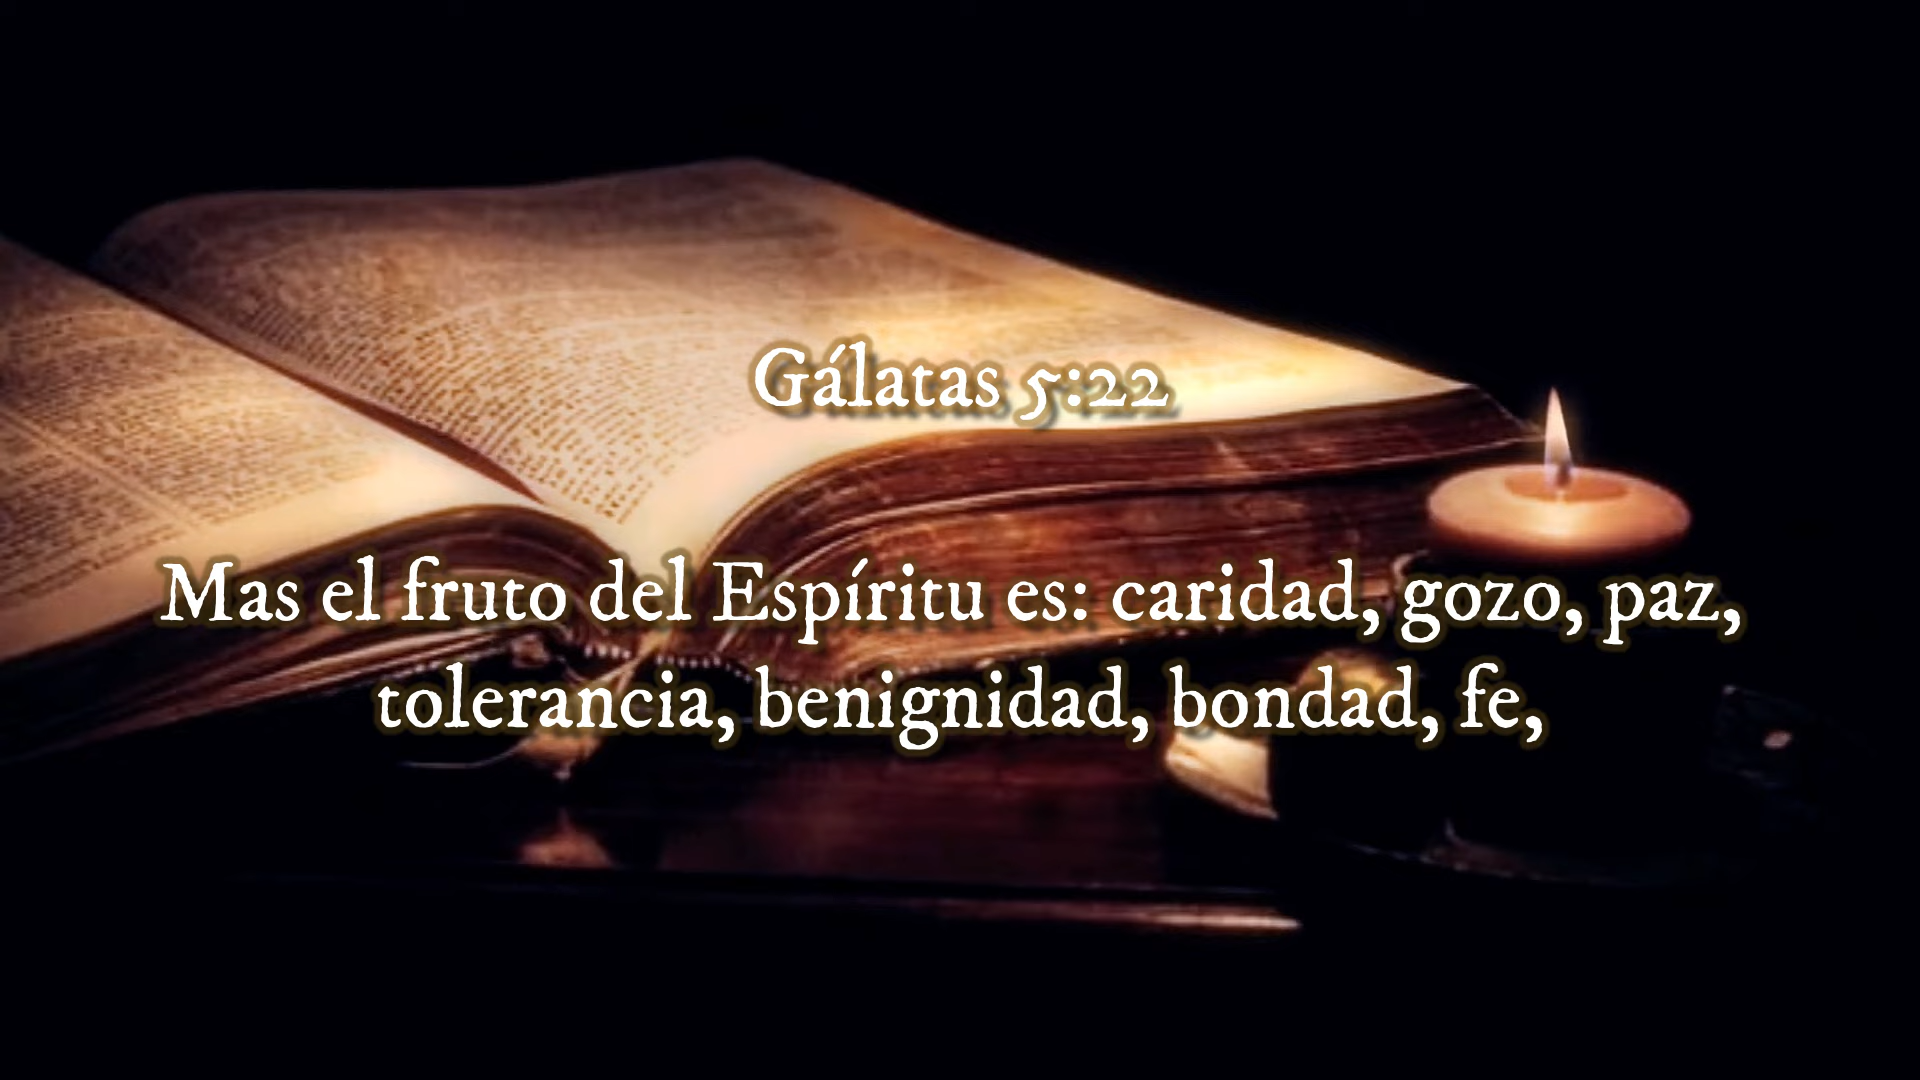 Gálatas 5:22
Mas el fruto del Espíritu es: caridad, gozo, paz,
tolerancia, benignidad, bondad, fe,